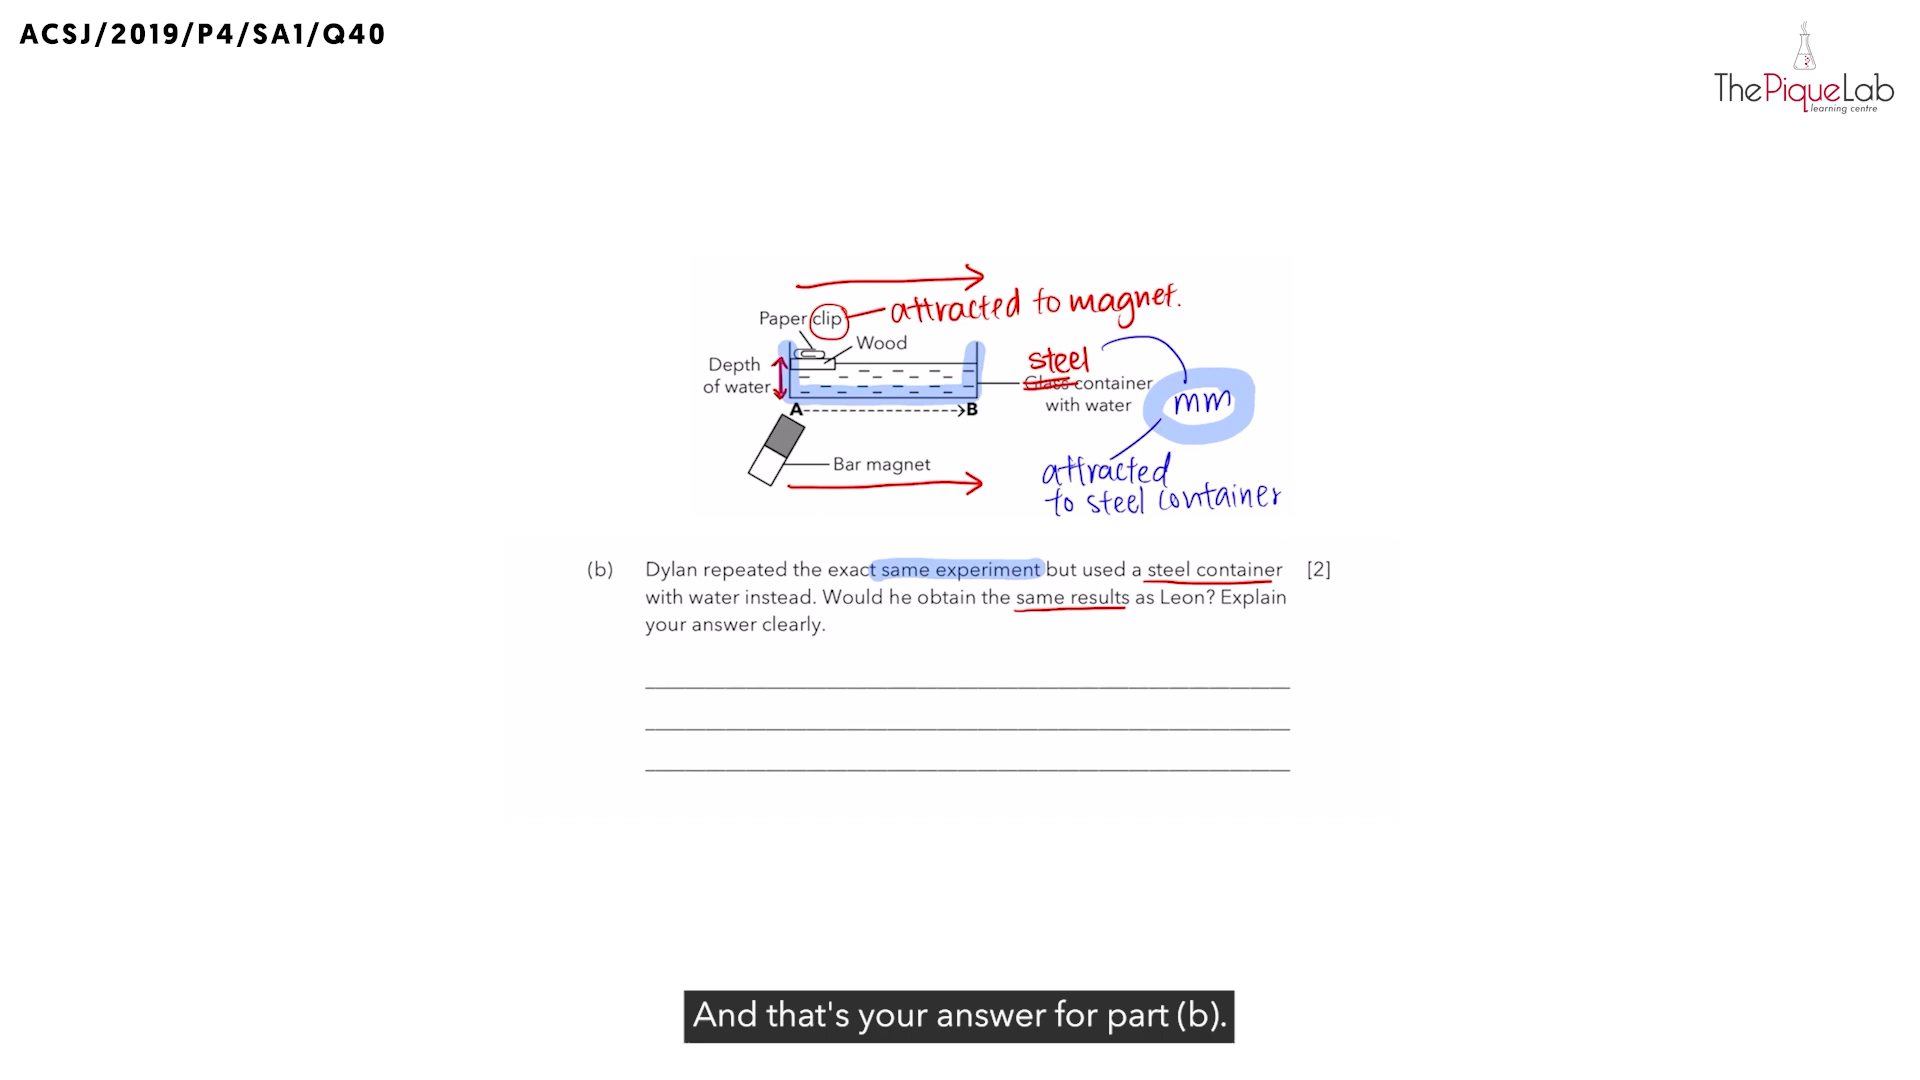 ACSJ/2019/P4/SA1/Q40
ThePiqueLab
learning centre
attracted to magnet.
Paper clip
Wood
Depth
of water
steel
Glass container
with water
mm
A
B
Bar magnet
attracted
to steel container
(b) Dylan repeated the exact same experiment but used a steel container [2]
with water instead. Would he obtain the same results as Leon? Explain
your answer clearly.
And that's your answer for part (b).